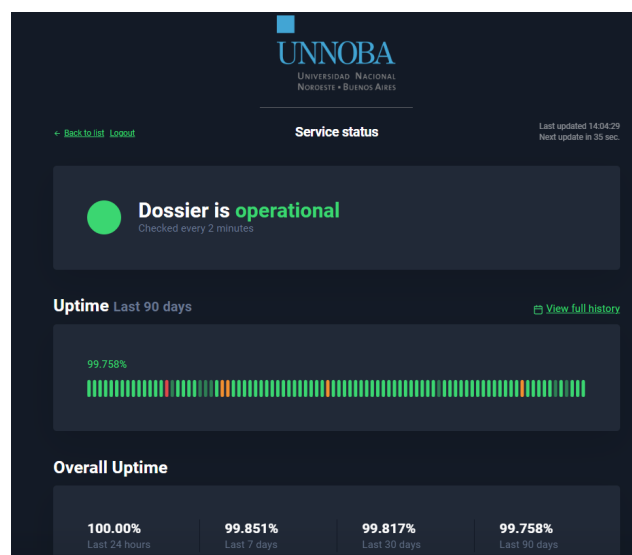 UNNOBA
Universidad Nacional
Noroeste • Buenos Aires
← Back to list Logout
Service status
Last updated 14:04:29
Next update in 35 sec.
Dossier is operational
Checked every 2 minutes
Uptime Last 90 days
View full history
99.758%
Overall Uptime
100.00% 99.851% 99.817% 99.758%
Last 24 hours Last 7 days Last 30 days Last 90 days